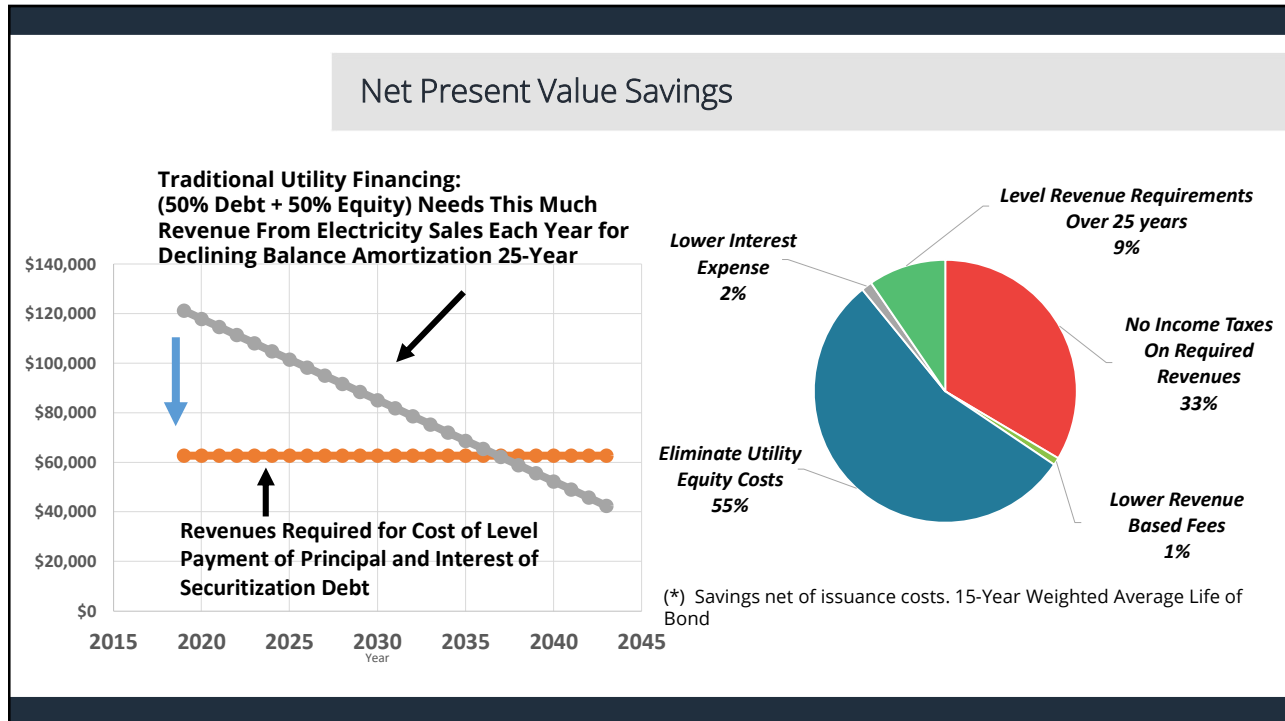 Net Present Value Savings
Traditional Utility Financing:
(50% Debt + 50% Equity) Needs This Much
Revenue From Electricity Sales Each Year for
Declining Balance Amortization 25-Year
$140,000
$120,000
$100,000
$80,000
$60,000
$40,000
$20,000
$0
Revenues Required for Cost of Level
Payment of Principal and Interest of
Securitization Debt
2015
2020
2025
2030
2035
2040
2045
Year
Level Revenue Requirements
Over 25 years
9%
Lower Interest
Expense
2%
No Income Taxes
On Required
Revenues
33%
Eliminate Utility
Equity Costs
55%
Lower Revenue
Based Fees
1%
(*) Savings net of issuance costs. 15-Year Weighted Average Life of
Bond